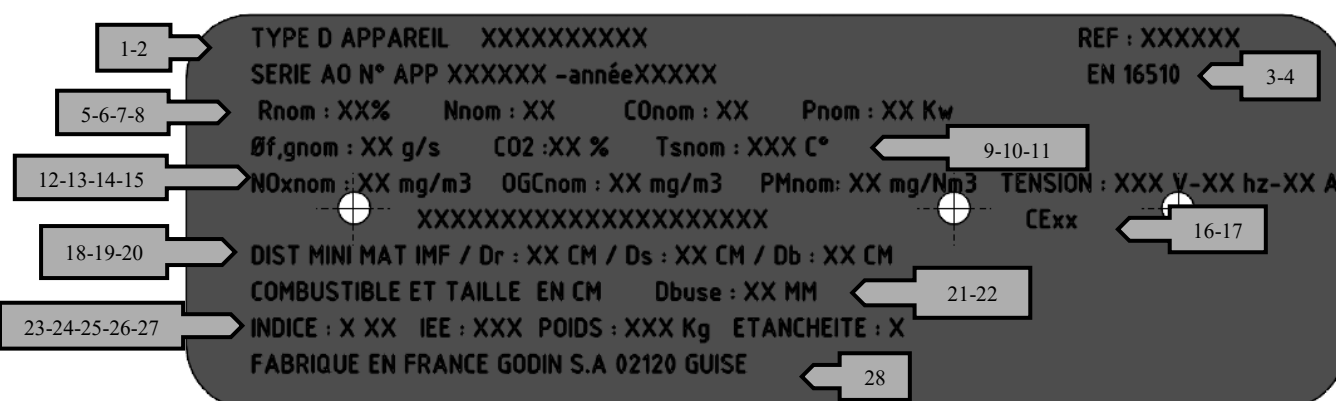 1-2 TYPE D APPAREIL XXXXXXXXXX REF : XXXXXX
SERIE AO N° APP XXXXXX -annéeXXXXX EN 16510 3-4
5-6-7-8 Rnom : XX% Nnom : XX COnom : XX Pnom : XX Kw
Øf,gnom : XX g/s CO2 :XX % Tsnom : XXX C° 9-10-11
12-13-14-15 NOxnom : XX mg/m3 OGCnom : XX mg/m3 PMnom: XX mg/Nm3 TENSION : XXX V-XX hz-XX A
XXXXXXXXXXXXXXXXXXXXX CExx 16-17
18-19-20 DIST MINI MAT IMF / Dr : XX CM / Ds : XX CM / Db : XX CM
COMBUSTIBLE ET TAILLE EN CM Dbuse : XX MM 21-22
23-24-25-26-27 INDICE : X XX IEE : XXX POIDS : XXX Kg ETANCHEITE : X
FABRIQUE EN FRANCE GODIN S.A 02120 GUISE 28